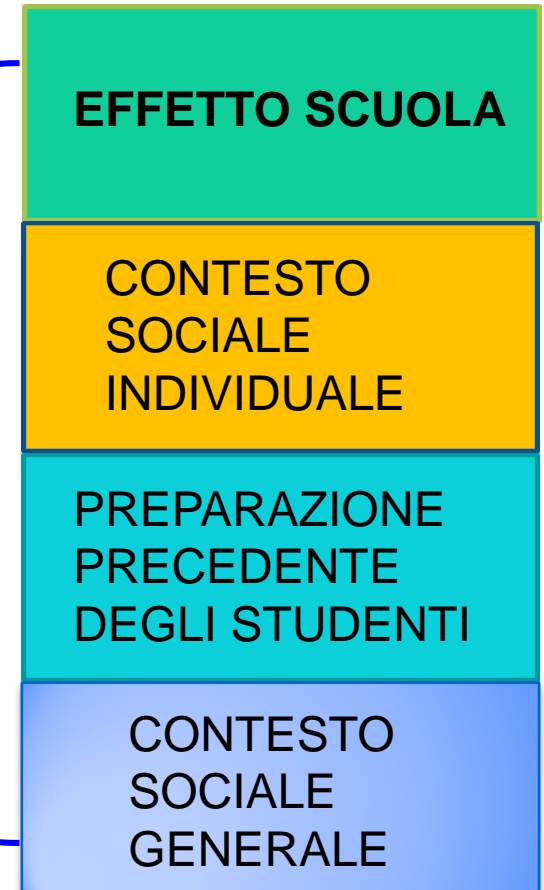 EFFETTO SCUOLA
CONTESTO
SOCIALE
INDIVIDUALE
PREPARAZIONE
PRECEDENTE
DEGLI STUDENTI
CONTESTO
SOCIALE
GENERALE